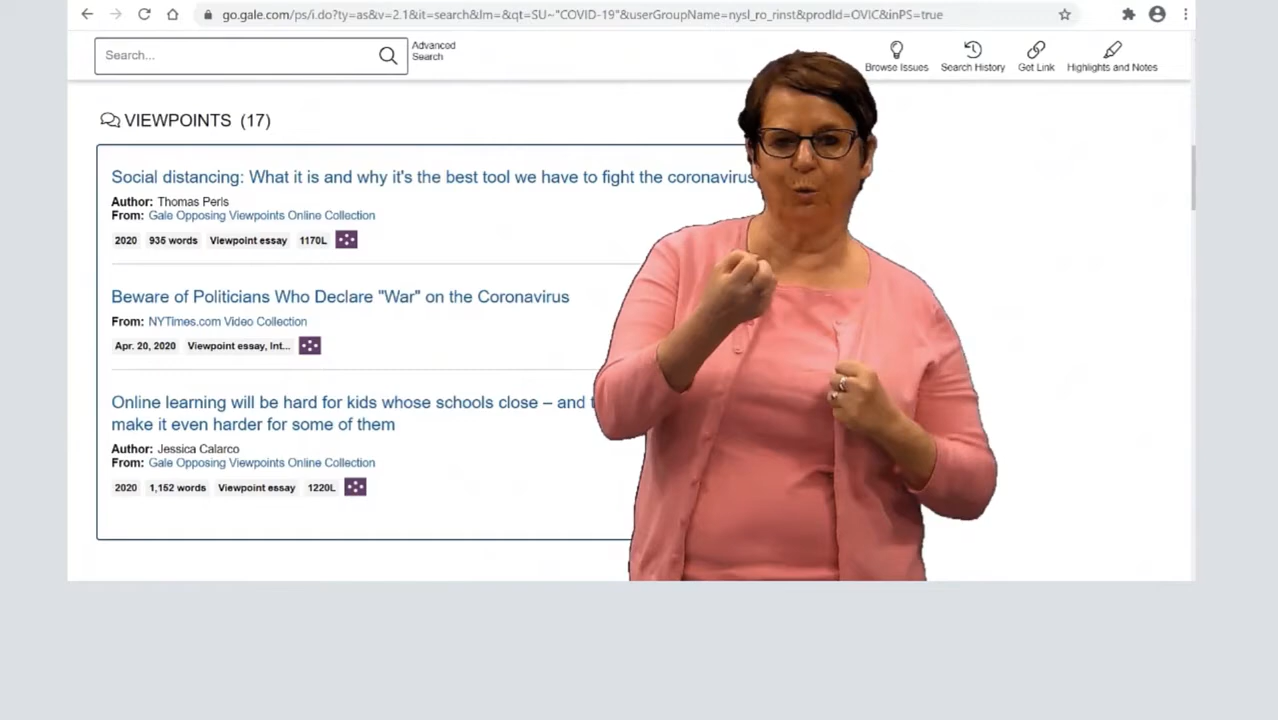 go.gale.com/ps/i.do?ty=as&v=2.1&it=search&lm=&qt=SU~"COVID-19"&userGroupName=nysl_ro_rinst&prodId=OVIC&inPS=true
Search...
Advanced
Search
Browse Issues
Search History
Get Link
Highlights and Notes
VIEWPOINTS (17)
Social distancing: What it is and why it's the best tool we have to fight the coronavirus
Author: Thomas Perls
From: Gale Opposing Viewpoints Online Collection
2020 935 words Viewpoint essay 1170L
Beware of Politicians Who Declare "War" on the Coronavirus
From: NYTimes.com Video Collection
Apr. 20, 2020 Viewpoint essay, Int...
Online learning will be hard for kids whose schools close – and
make it even harder for some of them
Author: Jessica Calarco
From: Gale Opposing Viewpoints Online Collection
2020 1,152 words Viewpoint essay 1220L